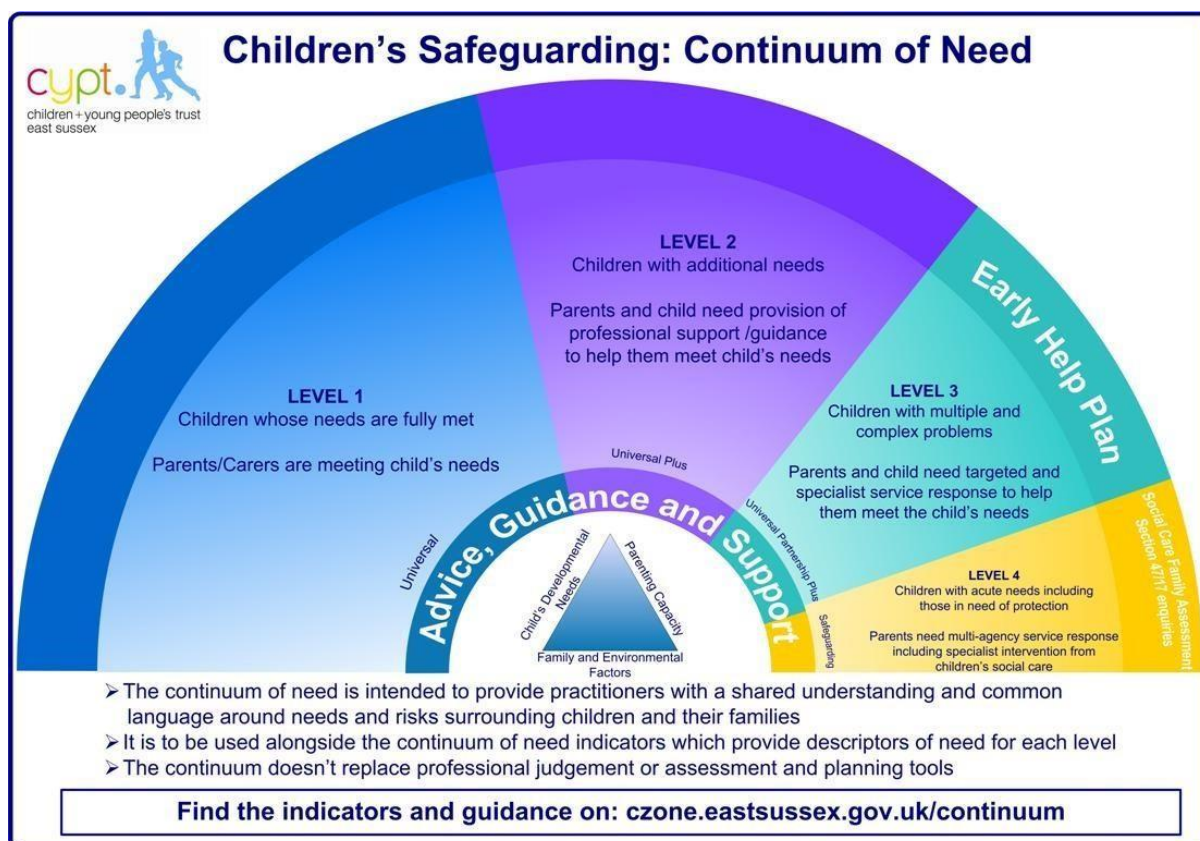 cypt.
children + young people's trust
east sussex
Children's Safeguarding: Continuum of Need
LEVEL 1
Children whose needs are fully met
Parents/Carers are meeting child's needs
LEVEL 2
Children with additional needs
Parents and child need provision of
professional support /guidance
to help them meet child's needs
LEVEL 3
Children with multiple and
complex problems
Parents and child need targeted and
specialist service response to help
them meet the child's needs
Early Help Plan
LEVEL 4
Children with acute needs including
those in need of protection
Parents need multi-agency service response
including specialist intervention from
children's social care
Social Care Family Assessment
Section 47/17 enquiries
Universal
Universal Plus
Universal Partnership Plus
Safeguarding
Advice, Guidance and Support
Child's Developmental
Needs
Parenting Capacity
Family and Environmental
Factors
➢ The continuum of need is intended to provide practitioners with a shared understanding and common
language around needs and risks surrounding children and their families
➢ It is to be used alongside the continuum of need indicators which provide descriptors of need for each level
➢ The continuum doesn't replace professional judgement or assessment and planning tools
Find the indicators and guidance on: czone.eastsussex.gov.uk/continuum